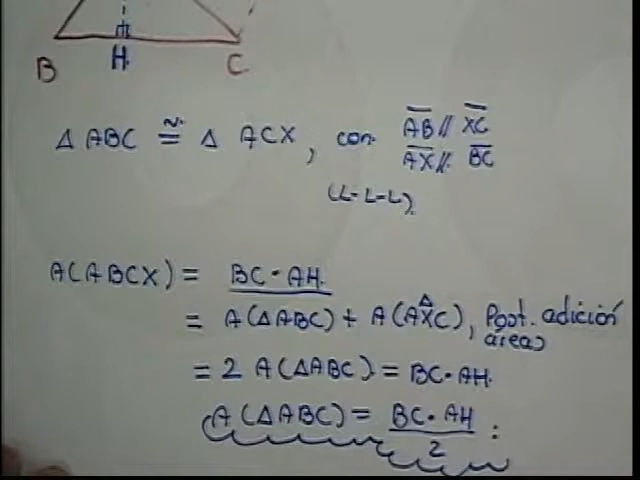 B H C
Δ ABC ≅ Δ ACX, con AB // XC
AX // BC
(L-L-L)
A(ABCX) = BC · AH
= A(ΔABC) + A(AXC), Post. adición áreas
= 2 A(ΔABC) = BC · AH
A(ΔABC) = BC · AH / 2 :